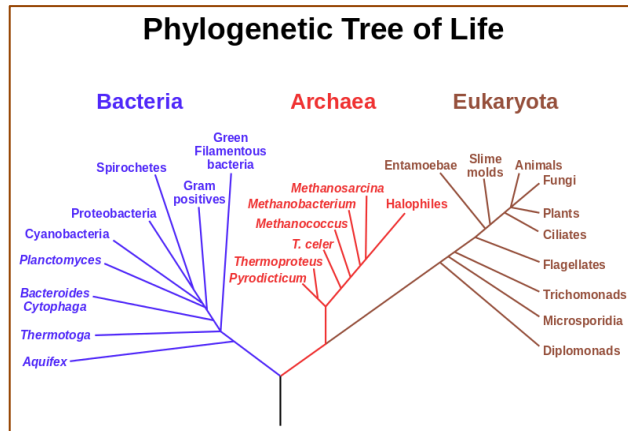 Phylogenetic Tree of Life
Bacteria
Archaea
Eukaryota
Green
Filamentous
bacteria
Spirochetes
Gram
positives
Proteobacteria
Cyanobacteria
Planctomyces
Bacteroides
Cytophaga
Thermotoga
Aquifex
Methanosarcina
Methanobacterium
Halophiles
Methanococcus
T. celer
Thermoproteus
Pyrodicticum
Entamoebae
Slime
molds
Animals
Fungi
Plants
Ciliates
Flagellates
Trichomonads
Microsporidia
Diplomonads